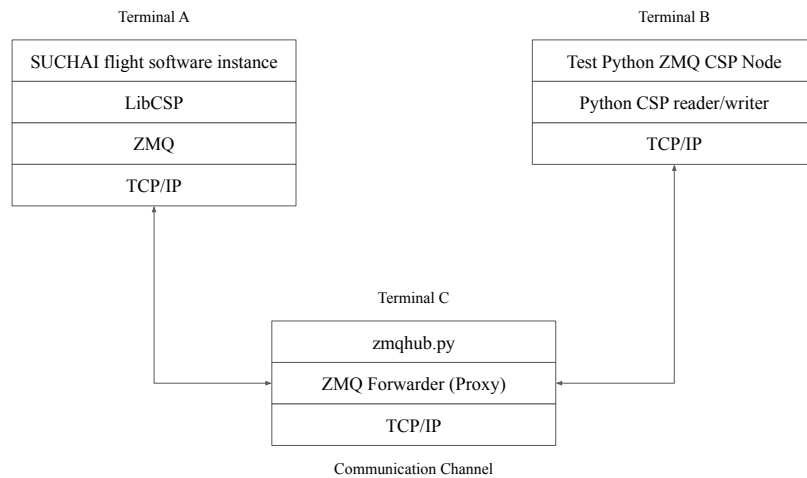 Terminal A
SUCHAI flight software instance
LibCSP
ZMQ
TCP/IP
Terminal B
Test Python ZMQ CSP Node
Python CSP reader/writer
TCP/IP
Terminal C
zmqhub.py
ZMQ Forwarder (Proxy)
TCP/IP
Communication Channel